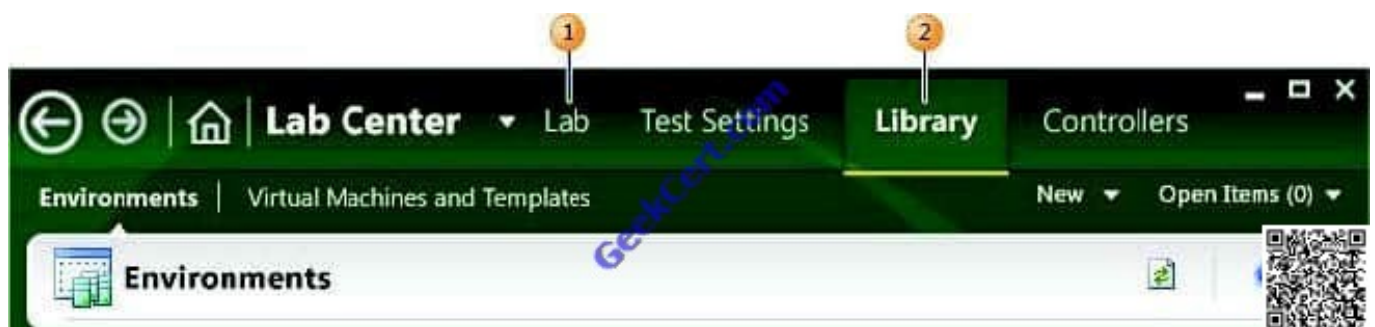 1 2
Lab Center Lab Test Settings Library Controllers
Environments Virtual Machines and Templates New Open Items (0)
GeekCert.com
Environments